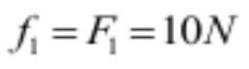 f₁ = F₁ = 10N